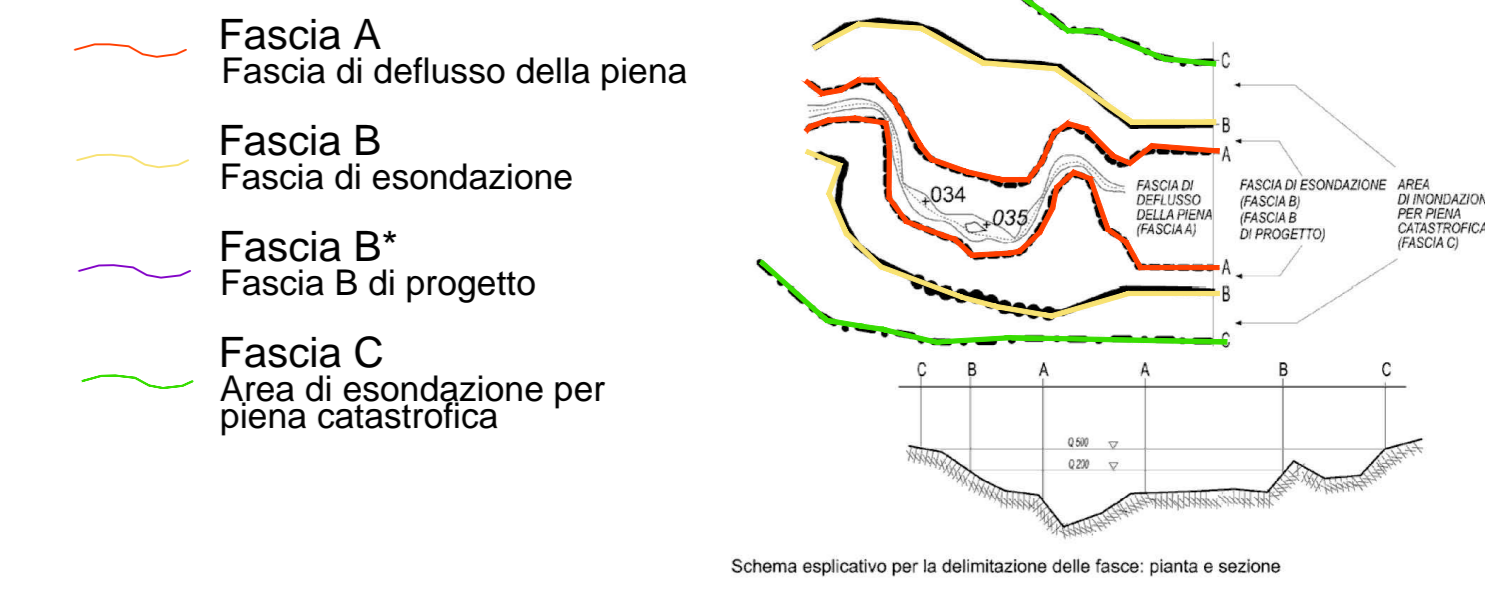 Fascia A
Fascia di deflusso della piena
Fascia B
Fascia di esondazione
Fascia B*
Fascia B di progetto
Fascia C
Area di esondazione per
piena catastrofica
C
B
A
034
035
FASCIA DI
DEFLUSSO
DELLA PIENA
(FASCIA A)
FASCIA DI ESONDAZIONE
(FASCIA B)
(FASCIA B
DI PROGETTO)
AREA
DI INONDAZION
PER PIENA
CATASTROFICA
(FASCIA C)
A
B
C
C B A A B C
Q 500
Q 200
Schema esplicativo per la delimitazione delle fasce: pianta e sezione